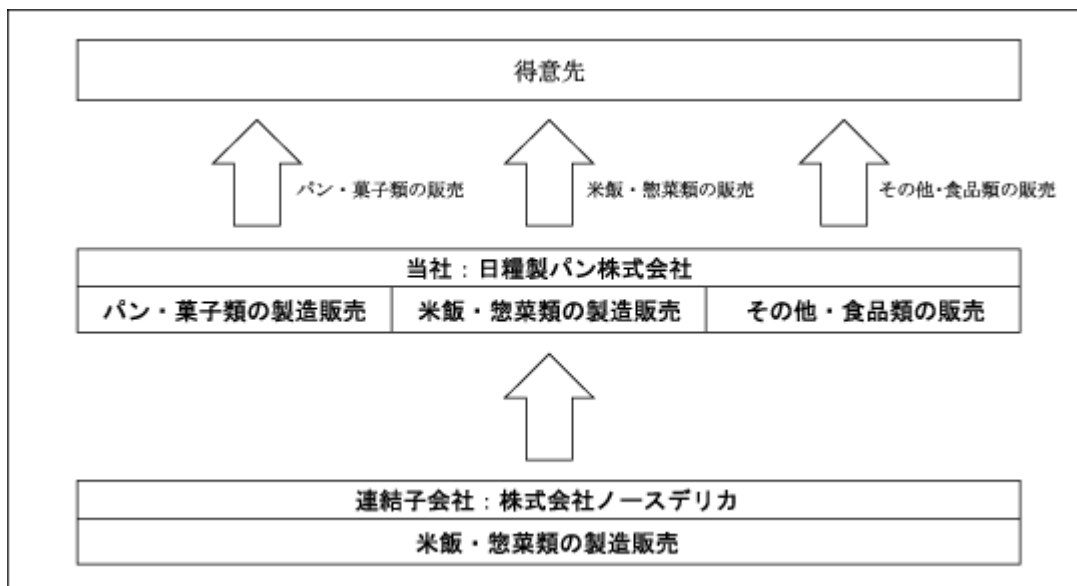 得意先
パン・菓子類の販売
米飯・惣菜類の販売
その他・食品類の販売
当社：日糧製パン株式会社
パン・菓子類の製造販売
米飯・惣菜類の製造販売
その他・食品類の販売
連結子会社：株式会社ノースデリカ
米飯・惣菜類の製造販売